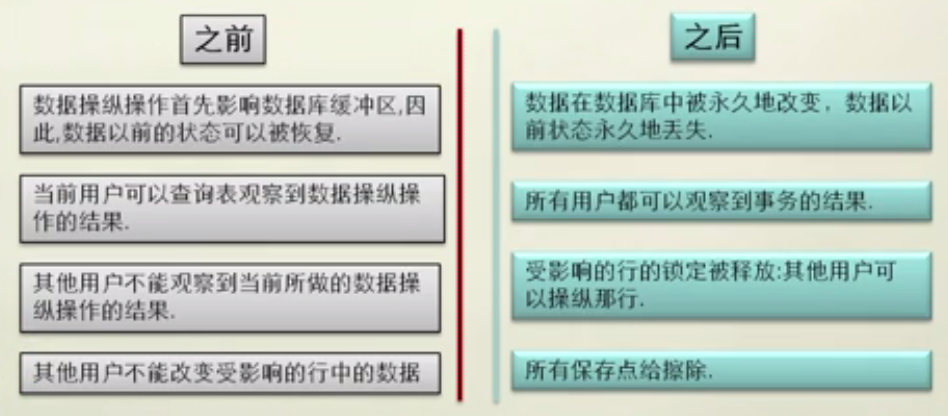 之前
数据操纵操作首先影响数据库缓冲区,因
此,数据以前的状态可以被恢复.
当前用户可以查询表观察到数据操纵操
作的结果.
其他用户不能观察到当前所做的数据操
纵操作的结果.
其他用户不能改变受影响的行中的数据
之后
数据在数据库中被永久地改变，数据以
前状态永久地丢失.
所有用户都可以观察到事务的结果.
受影响的行的锁定被释放:其他用户可
以操纵那行.
所有保存点给擦除.